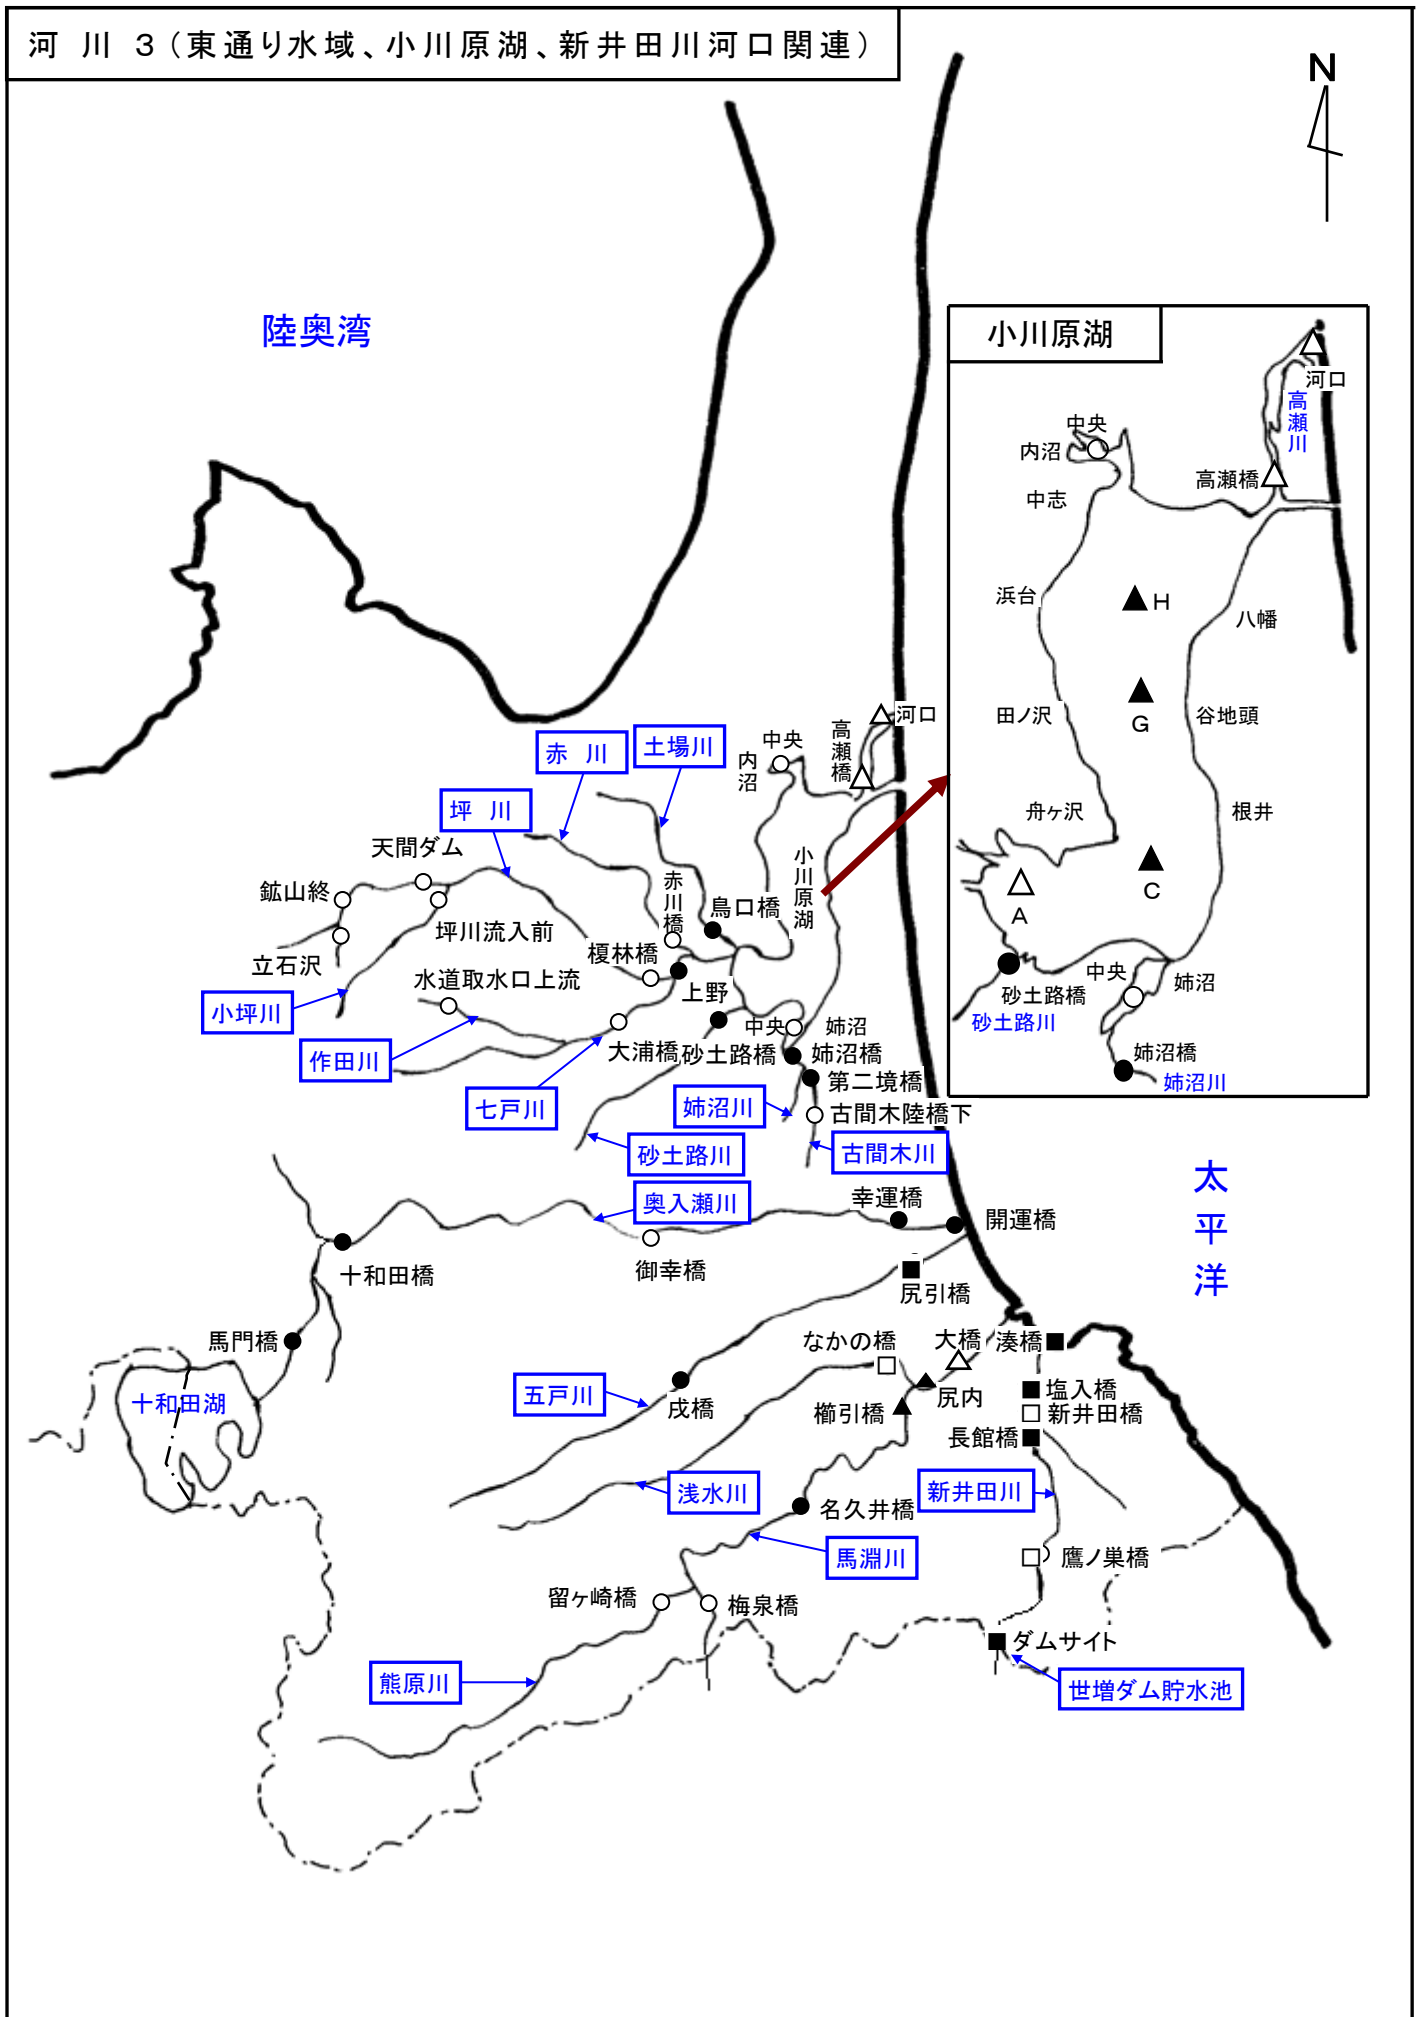 河 川 3(東通り水域、小川原湖、新井田川河口関連)
N
陸奥湾
小川原湖
河口
高瀬川
中央
内沼
高瀬橋
中志
浜台
H
八幡
G
田ノ沢
谷地頭
舟ヶ沢
根井
C
A
中央
姉沼
砂土路橋
砂土路川
姉沼橋
姉沼川
河口
高瀬橋
中央
内沼
土場川
赤 川
坪 川
天間ダム
小川原湖
赤川橋
鉱山終
鳥口橋
坪川流入前
榎林橋
立石沢
水道取水口上流
上野
小坪川
中央
姉沼
作田川
大浦橋
砂土路橋
姉沼橋
第二境橋
七戸川
姉沼川
古間木陸橋下
砂土路川
古間木川
太平洋
奥入瀬川
幸運橋
開運橋
十和田橋
御幸橋
尻引橋
馬門橋
なかの橋
大橋
湊橋
十和田湖
五戸川
戌橋
尻内
塩入橋
櫛引橋
新井田橋
長館橋
浅水川
新井田川
名久井橋
馬淵川
鷹ノ巣橋
留ヶ崎橋
梅泉橋
ダムサイト
熊原川
世増ダム貯水池